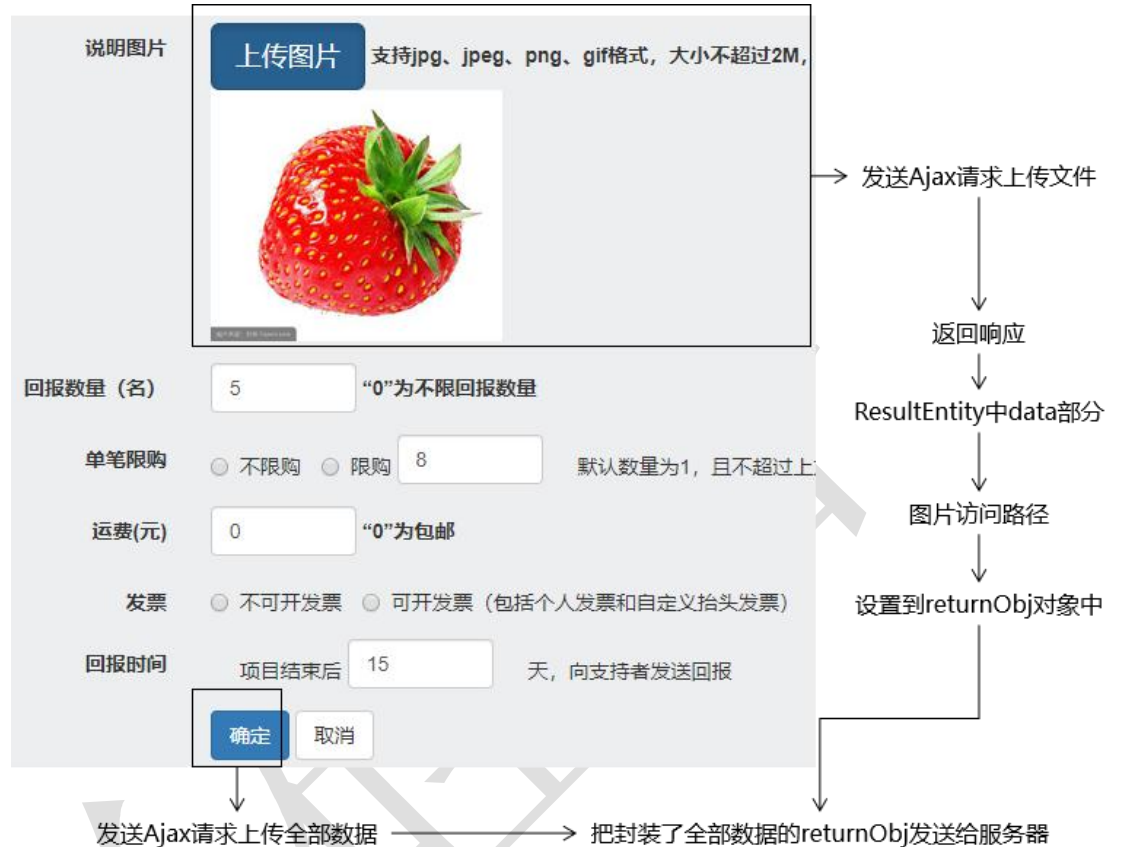 说明图片
上传图片 支持jpg、jpeg、png、gif格式，大小不超过2M，
发送Ajax请求上传文件
返回响应
回报数量（名） 5 “0”为不限回报数量
ResultEntity中data部分
单笔限购 不限购 限购 8 默认数量为1，且不超过上
图片访问路径
运费(元) 0 “0”为包邮
发票 不可开发票 可开发票（包括个人发票和自定义抬头发票）
设置到returnObj对象中
回报时间 项目结束后 15 天，向支持者发送回报
确定 取消
发送Ajax请求上传全部数据 把封装了全部数据的returnObj发送给服务器